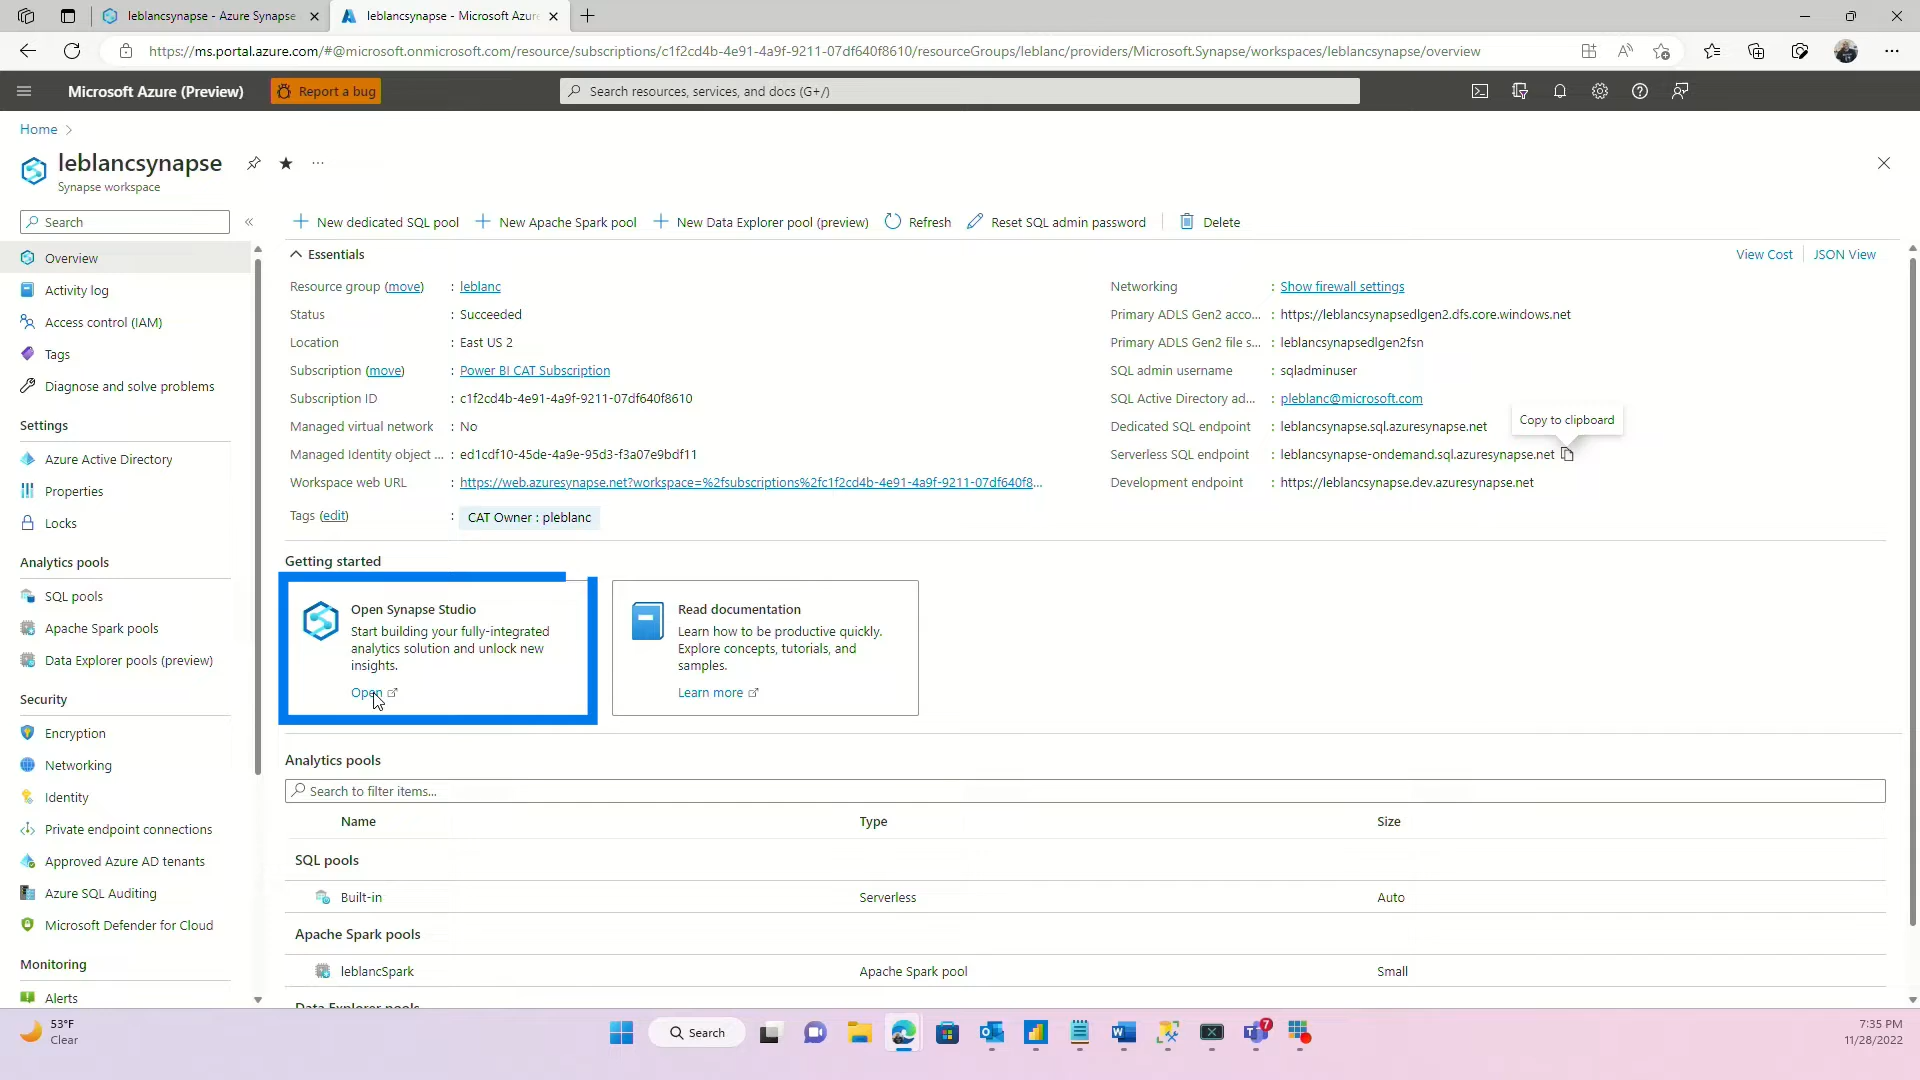 leblancsynapse - Azure Synapse
leblancsynapse - Microsoft Azur
https://ms.portal.azure.com/#@microsoft.onmicrosoft.com/resource/subscriptions/c1f2cd4b-4e91-4a9f-9211-07df640f8610/resourceGroups/leblanc/providers/Microsoft.Synapse/workspaces/leblancsynapse/overview
Microsoft Azure (Preview)
Report a bug
Search resources, services, and docs (G+/)
Home
leblancsynapse
Synapse workspace
Search
Overview
Activity log
Access control (IAM)
Tags
Diagnose and solve problems
Settings
Azure Active Directory
Properties
Locks
Analytics pools
SQL pools
Apache Spark pools
Data Explorer pools (preview)
Security
Encryption
Networking
Identity
Private endpoint connections
Approved Azure AD tenants
Azure SQL Auditing
Microsoft Defender for Cloud
Monitoring
Alerts
New dedicated SQL pool
New Apache Spark pool
New Data Explorer pool (preview)
Refresh
Reset SQL admin password
Delete
Essentials
View Cost
JSON View
Resource group (move) : leblanc
Status : Succeeded
Location : East US 2
Subscription (move) : Power BI CAT Subscription
Subscription ID : c1f2cd4b-4e91-4a9f-9211-07df640f8610
Managed virtual network : No
Managed Identity object ... : ed1cdf10-45de-4a9e-95d3-f3a07e9bdf11
Workspace web URL : https://web.azuresynapse.net?workspace=%2fsubscriptions%2fc1f2cd4b-4e91-4a9f-9211-07df640f8...
Tags (edit) : CAT Owner : pleblanc
Networking : Show firewall settings
Primary ADLS Gen2 acco... : https://leblancsynapsedlgen2.dfs.core.windows.net
Primary ADLS Gen2 file s... : leblancsynapsedlgen2fsn
SQL admin username : sqladminuser
SQL Active Directory ad... : pleblanc@microsoft.com
Dedicated SQL endpoint : leblancsynapse.sql.azuresynapse.net
Serverless SQL endpoint : leblancsynapse-ondemand.sql.azuresynapse.net
Development endpoint : https://leblancsynapse.dev.azuresynapse.net
Copy to clipboard
Getting started
Open Synapse Studio
Start building your fully-integrated
analytics solution and unlock new
insights.
Open
Read documentation
Learn how to be productive quickly.
Explore concepts, tutorials, and
samples.
Learn more
Analytics pools
Search to filter items...
Name Type Size
SQL pools
Built-in Serverless Auto
Apache Spark pools
leblancSpark Apache Spark pool Small
Data Explorer pools
53°F
Clear
Search
7
7:35 PM
11/28/2022